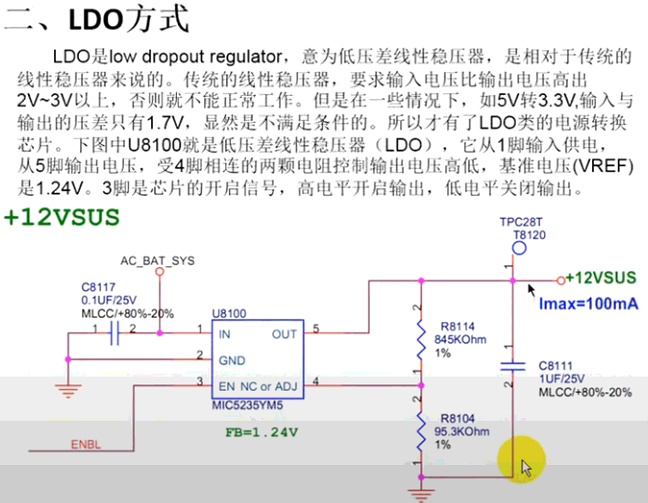 二、LDO方式
LDO是low dropout regulator，意为低压差线性稳压器，是相对于传统的
线性稳压器来说的。传统的线性稳压器，要求输入电压比输出电压高出
2V~3V以上，否则就不能正常工作。但是在一些情况下，如5V转3.3V,输入与
输出的压差只有1.7V，显然是不满足条件的。所以才有了LDO类的电源转换
芯片。下图中U8100就是低压差线性稳压器（LDO），它从1脚输入供电，
从5脚输出电压，受4脚相连的两颗电阻控制输出电压高低，基准电压(VREF)
是1.24V。3脚是芯片的开启信号，高电平开启输出，低电平关闭输出。
+12VSUS
TPC28T
T8120
1
AC_BAT_SYS
+12VSUS
Imax=100mA
C8117
0.1UF/25V
MLCC/+80%-20%
1 2
U8100
1 IN OUT 5
2 GND
3 EN NC or ADJ 4
MIC5235YM5
FB=1.24V
ENBL
2
R8114
845KOhm
1%
1
2
R8104
95.3KOhm
1%
1
1
C8111
1UF/25V
MLCC/+80%-20%
2